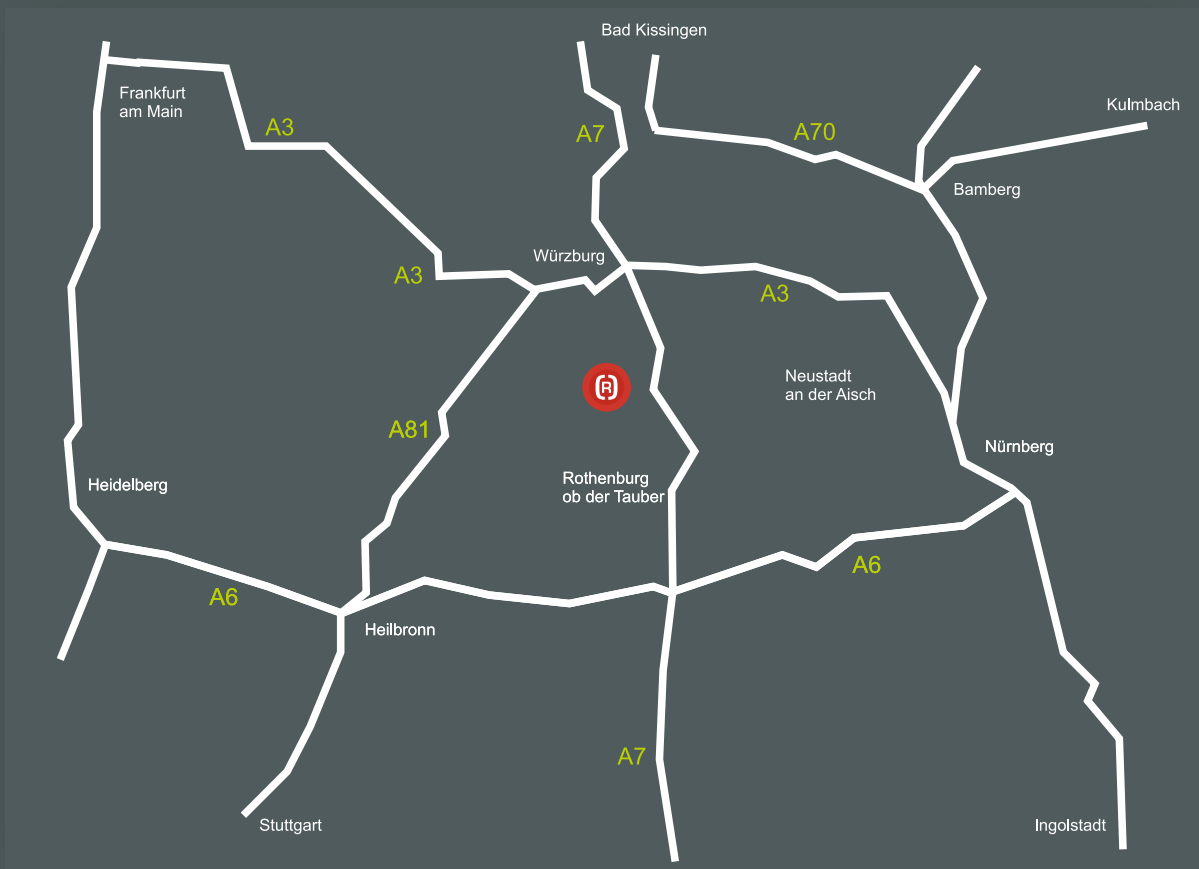 Bad Kissingen
Frankfurt
am Main
Kulmbach
A3
A7
A70
Bamberg
Würzburg
A3
A3
R
Neustadt
an der Aisch
A81
Nürnberg
Heidelberg
Rothenburg
ob der Tauber
A6
A6
Heilbronn
A7
Stuttgart
Ingolstadt